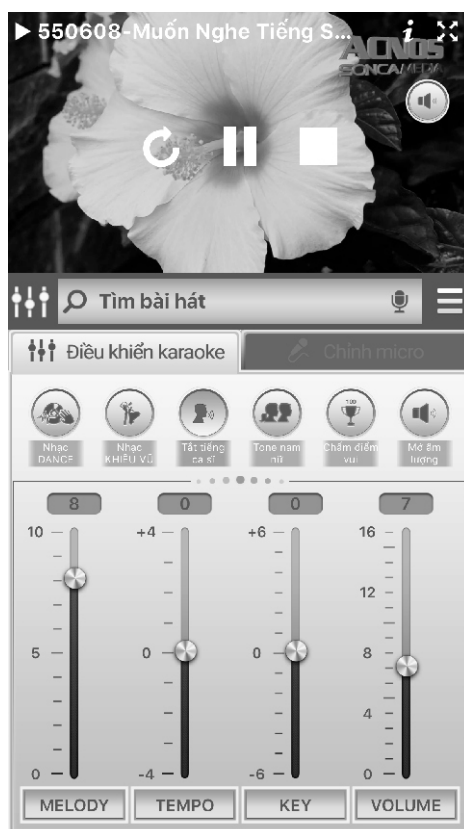 550608-Muốn Nghe Tiếng S...
ACNOS
SONCAMEDIA
Tìm bài hát
Điều khiển karaoke
Chỉnh micro
Nhạc
DANCE
Nhạc
KHIÊU VŨ
Tắt tiếng
ca sĩ
Tone nam
nữ
100
Chấm điểm
vui
Mở âm
lượng
8
0
0
7
10
5
0
+4
0
-4
+6
0
-6
16
12
8
4
0
MELODY
TEMPO
KEY
VOLUME